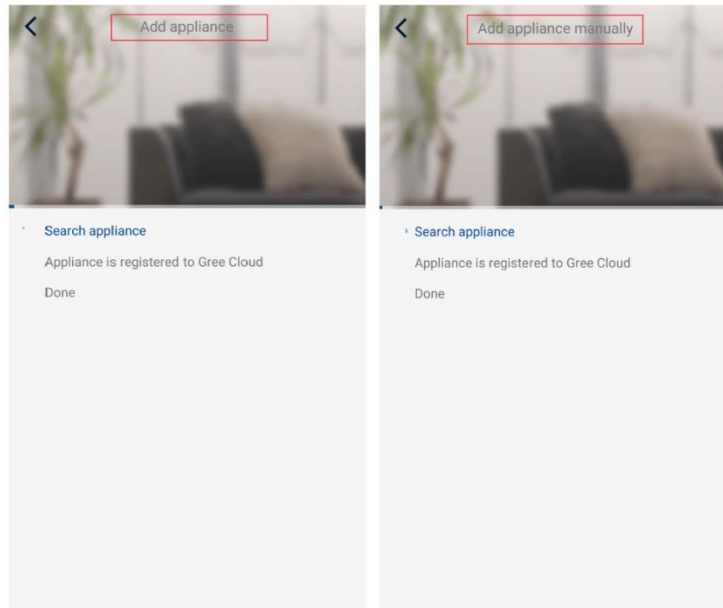 Add appliance
Search appliance
Appliance is registered to Gree Cloud
Done
Add appliance manually
Search appliance
Appliance is registered to Gree Cloud
Done